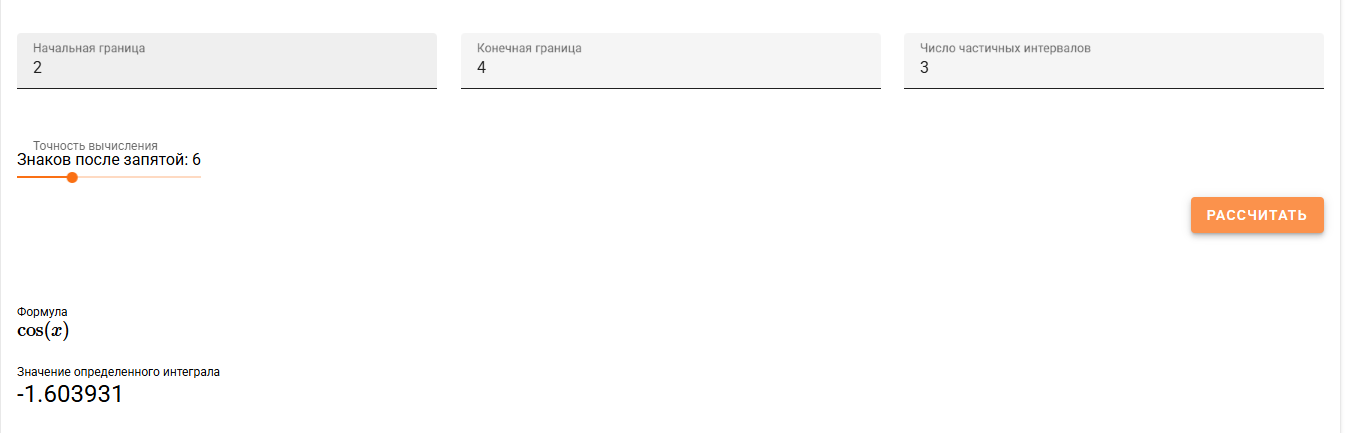 Начальная граница
2
Конечная граница
4
Число частичных интервалов
3
Точность вычисления
Знаков после запятой: 6
РАССЧИТАТЬ
Формула
cos(x)
Значение определенного интеграла
-1.603931